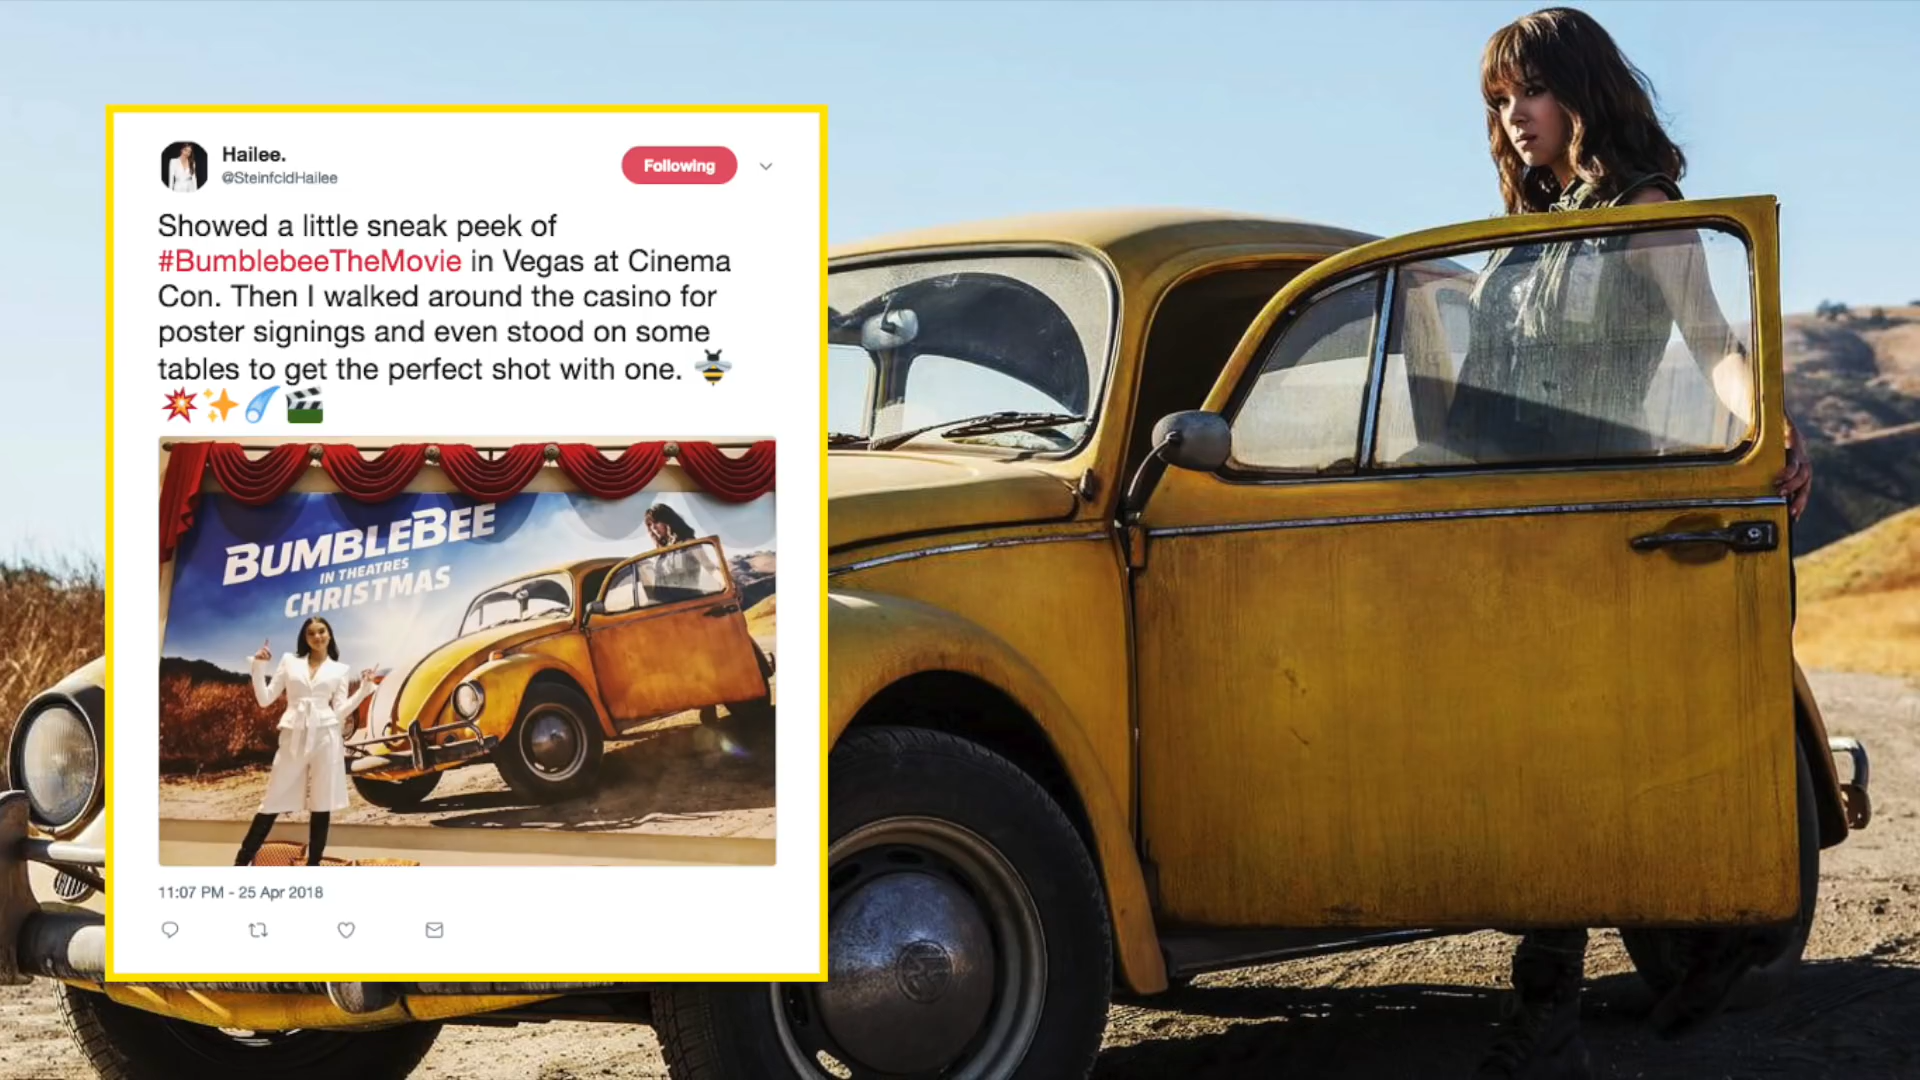 Hailee.
@SteinfcldHailee
Following
Showed a little sneak peek of
#BumblebeeTheMovie in Vegas at Cinema
Con. Then I walked around the casino for
poster signings and even stood on some
tables to get the perfect shot with one. 🐝
💥✨☄️🎬
BUMBLEBEE
IN THEATRES
CHRISTMAS
11:07 PM - 25 Apr 2018